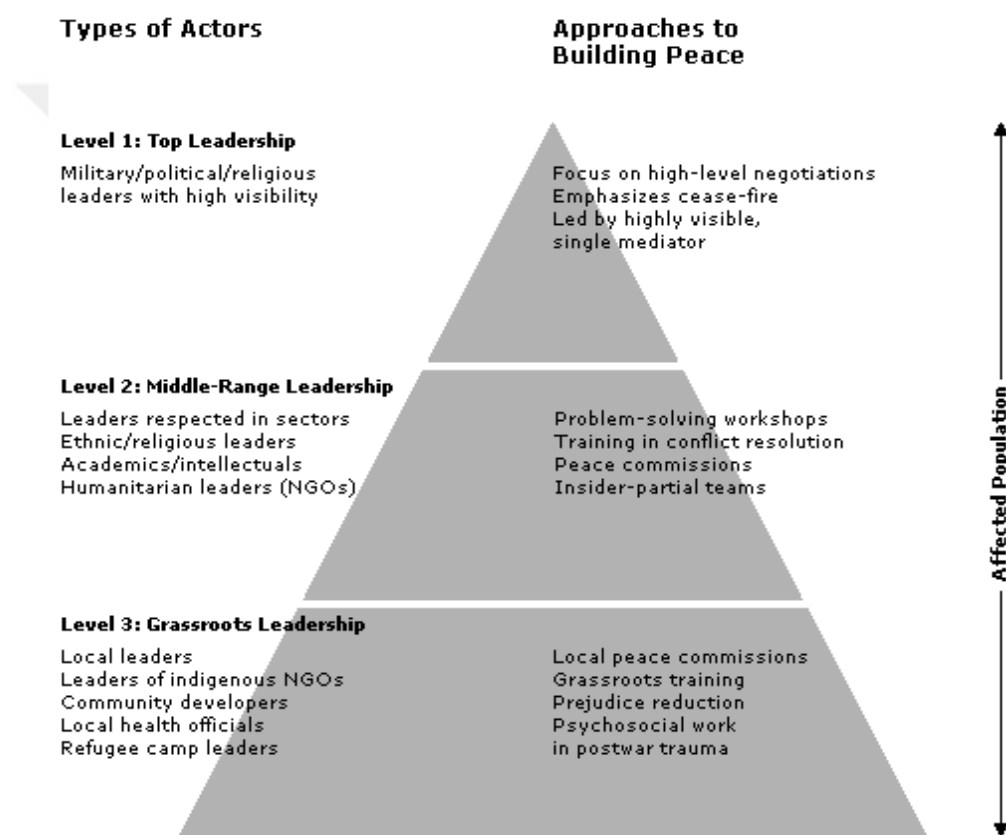 Types of Actors
Approaches to
Building Peace
Level 1: Top Leadership
Military/political/religious
leaders with high visibility
Focus on high-level negotiations
Emphasizes cease-fire
Led by highly visible,
single mediator
Level 2: Middle-Range Leadership
Leaders respected in sectors
Ethnic/religious leaders
Academics/intellectuals
Humanitarian leaders (NGOs)
Problem-solving workshops
Training in conflict resolution
Peace commissions
Insider-partial teams
Level 3: Grassroots Leadership
Local leaders
Leaders of indigenous NGOs
Community developers
Local health officials
Refugee camp leaders
Local peace commissions
Grassroots training
Prejudice reduction
Psychosocial work
in postwar trauma
Affected Population